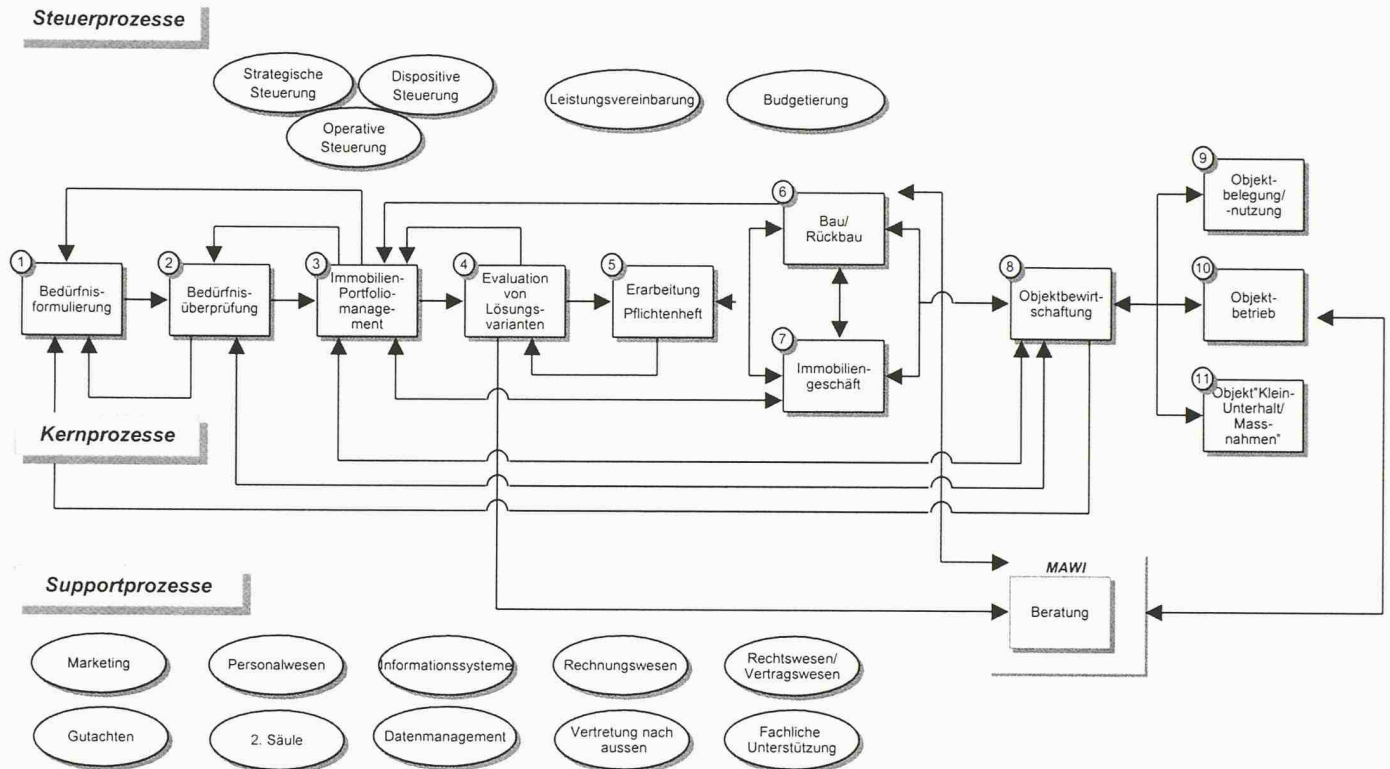 Steuerprozesse
Strategische
Steuerung
Dispositive
Steuerung
Operative
Steuerung
Leistungsvereinbarung
Budgetierung
1
Bedürfnis-
formulierung
2
Bedürfnis-
überprüfung
3
Immobilien-
Portfolio-
manage-
ment
4
Evaluation
von
Lösungs-
varianten
5
Erarbeitung
Pflichtenheft
6
Bau/
Rückbau
7
Immobilien-
geschäft
8
Objektbewirt-
schaftung
9
Objekt-
belegung/
-nutzung
10
Objekt-
betrieb
11
Objekt"Klein-
Unterhalt/
Mass-
nahmen"
Kernprozesse
MAWI
Beratung
Supportprozesse
Marketing
Personalwesen
Informationssysteme
Rechnungswesen
Rechtswesen/
Vertragswesen
Gutachten
2. Säule
Datenmanagement
Vertretung nach
aussen
Fachliche
Unterstützung